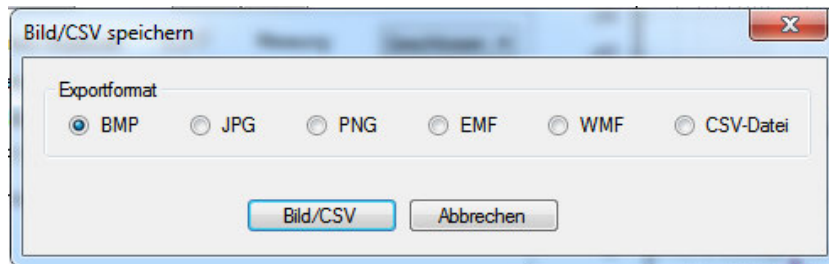 Bild/CSV speichern
Exportformat
BMP JPG PNG EMF WMF CSV-Datei
Bild/CSV Abbrechen